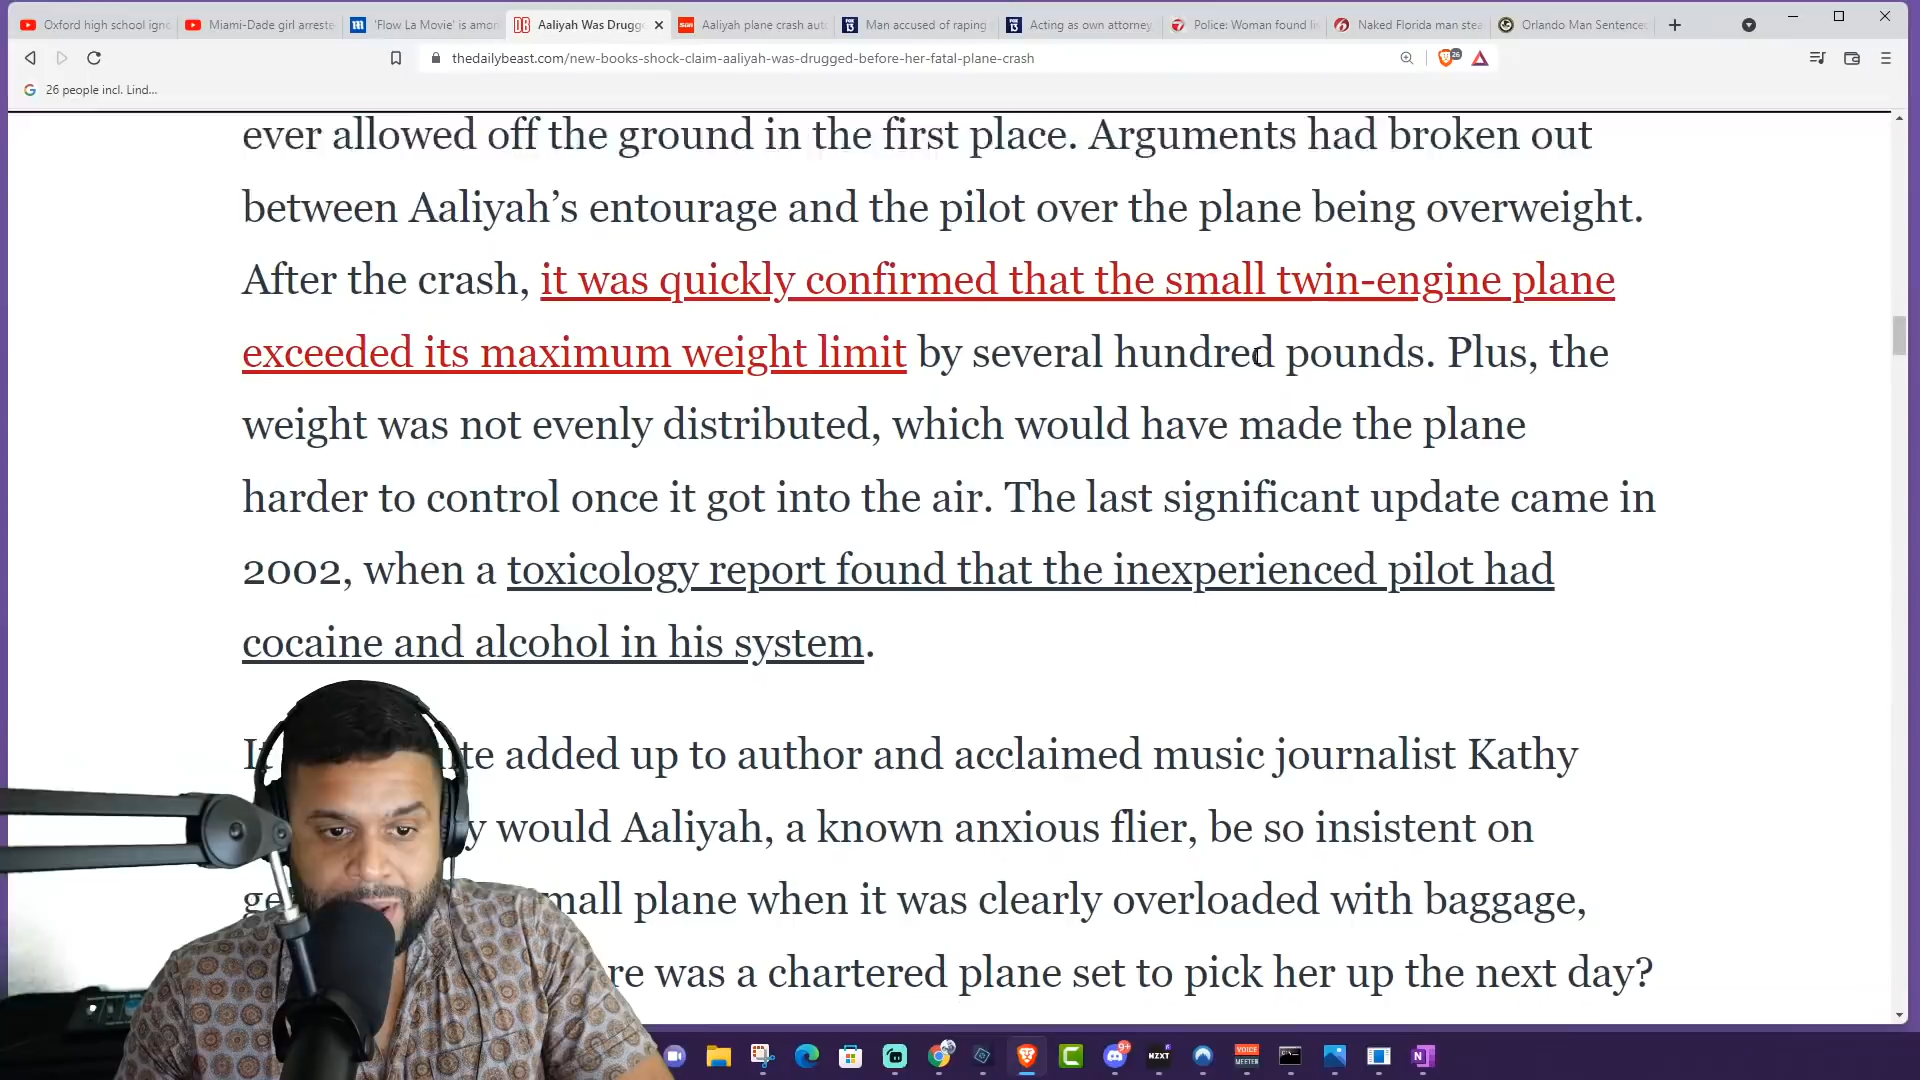 Oxford high school igno
Miami-Dade girl arreste
'Flow La Movie' is amon
Aaliyah Was Drugge
Aaliyah plane crash auto
Man accused of raping
Acting as own attorney,
Police: Woman found li
Naked Florida man stea
Orlando Man Sentenced
thedailybeast.com/new-books-shock-claim-aaliyah-was-drugged-before-her-fatal-plane-crash
26 people incl. Lind...
ever allowed off the ground in the first place. Arguments had broken out
between Aaliyah's entourage and the pilot over the plane being overweight.
After the crash, it was quickly confirmed that the small twin-engine plane
exceeded its maximum weight limit by several hundred pounds. Plus, the
weight was not evenly distributed, which would have made the plane
harder to control once it got into the air. The last significant update came in
2002, when a toxicology report found that the inexperienced pilot had
cocaine and alcohol in his system.
It added up to author and acclaimed music journalist Kathy
would Aaliyah, a known anxious flier, be so insistent on
plane when it was clearly overloaded with baggage,
was a chartered plane set to pick her up the next day?
NZXT
VOICE
MEETER